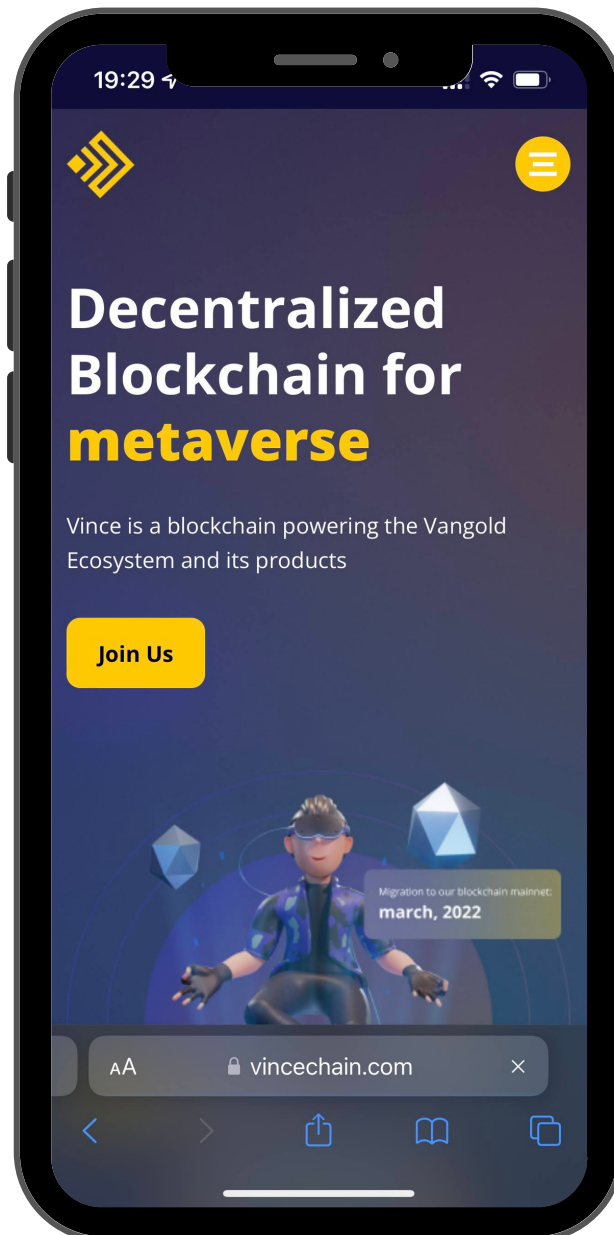 19:29
Decentralized
Blockchain for
metaverse
Vince is a blockchain powering the Vangold
Ecosystem and its products
Join Us
Migration to our blockchain mainnet:
march, 2022
AA
vincechain.com